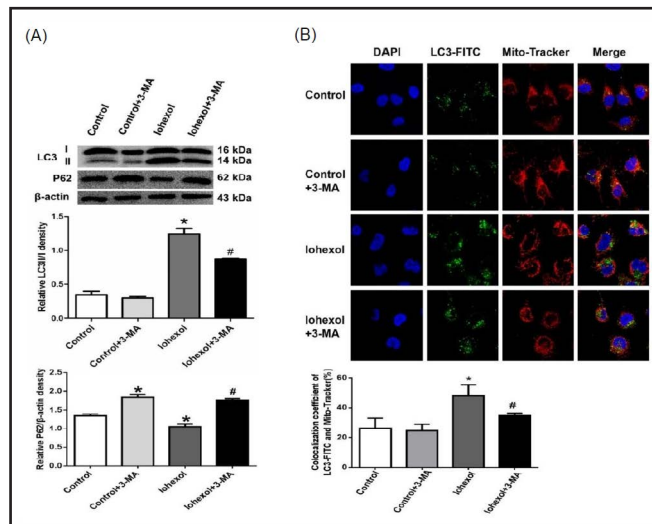 (A)
Control
Control+3-MA
Iohexol
Iohexol+3-MA
LC3
I
II
16 kDa
14 kDa
P62
62 kDa
β-actin
43 kDa
Relative LC3II/I density
1.5
1.0
0.5
0.0
*
#
Control
Control+3-MA
Iohexol
Iohexol+3-MA
Relative P62/β-actin density
2.5
2.0
1.5
1.0
0.5
0.0
*
*
#
Control
Control+3-MA
Iohexol
Iohexol+3-MA
(B)
DAPI LC3-FITC Mito-Tracker Merge
Control
Control
+3-MA
Iohexol
Iohexol
+3-MA
Colocalization coefficient of
LC3-FITC and Mito-Tracker(%)
60
40
20
0
*
#
Control
Control+3-MA
Iohexol
Iohexol+3-MA